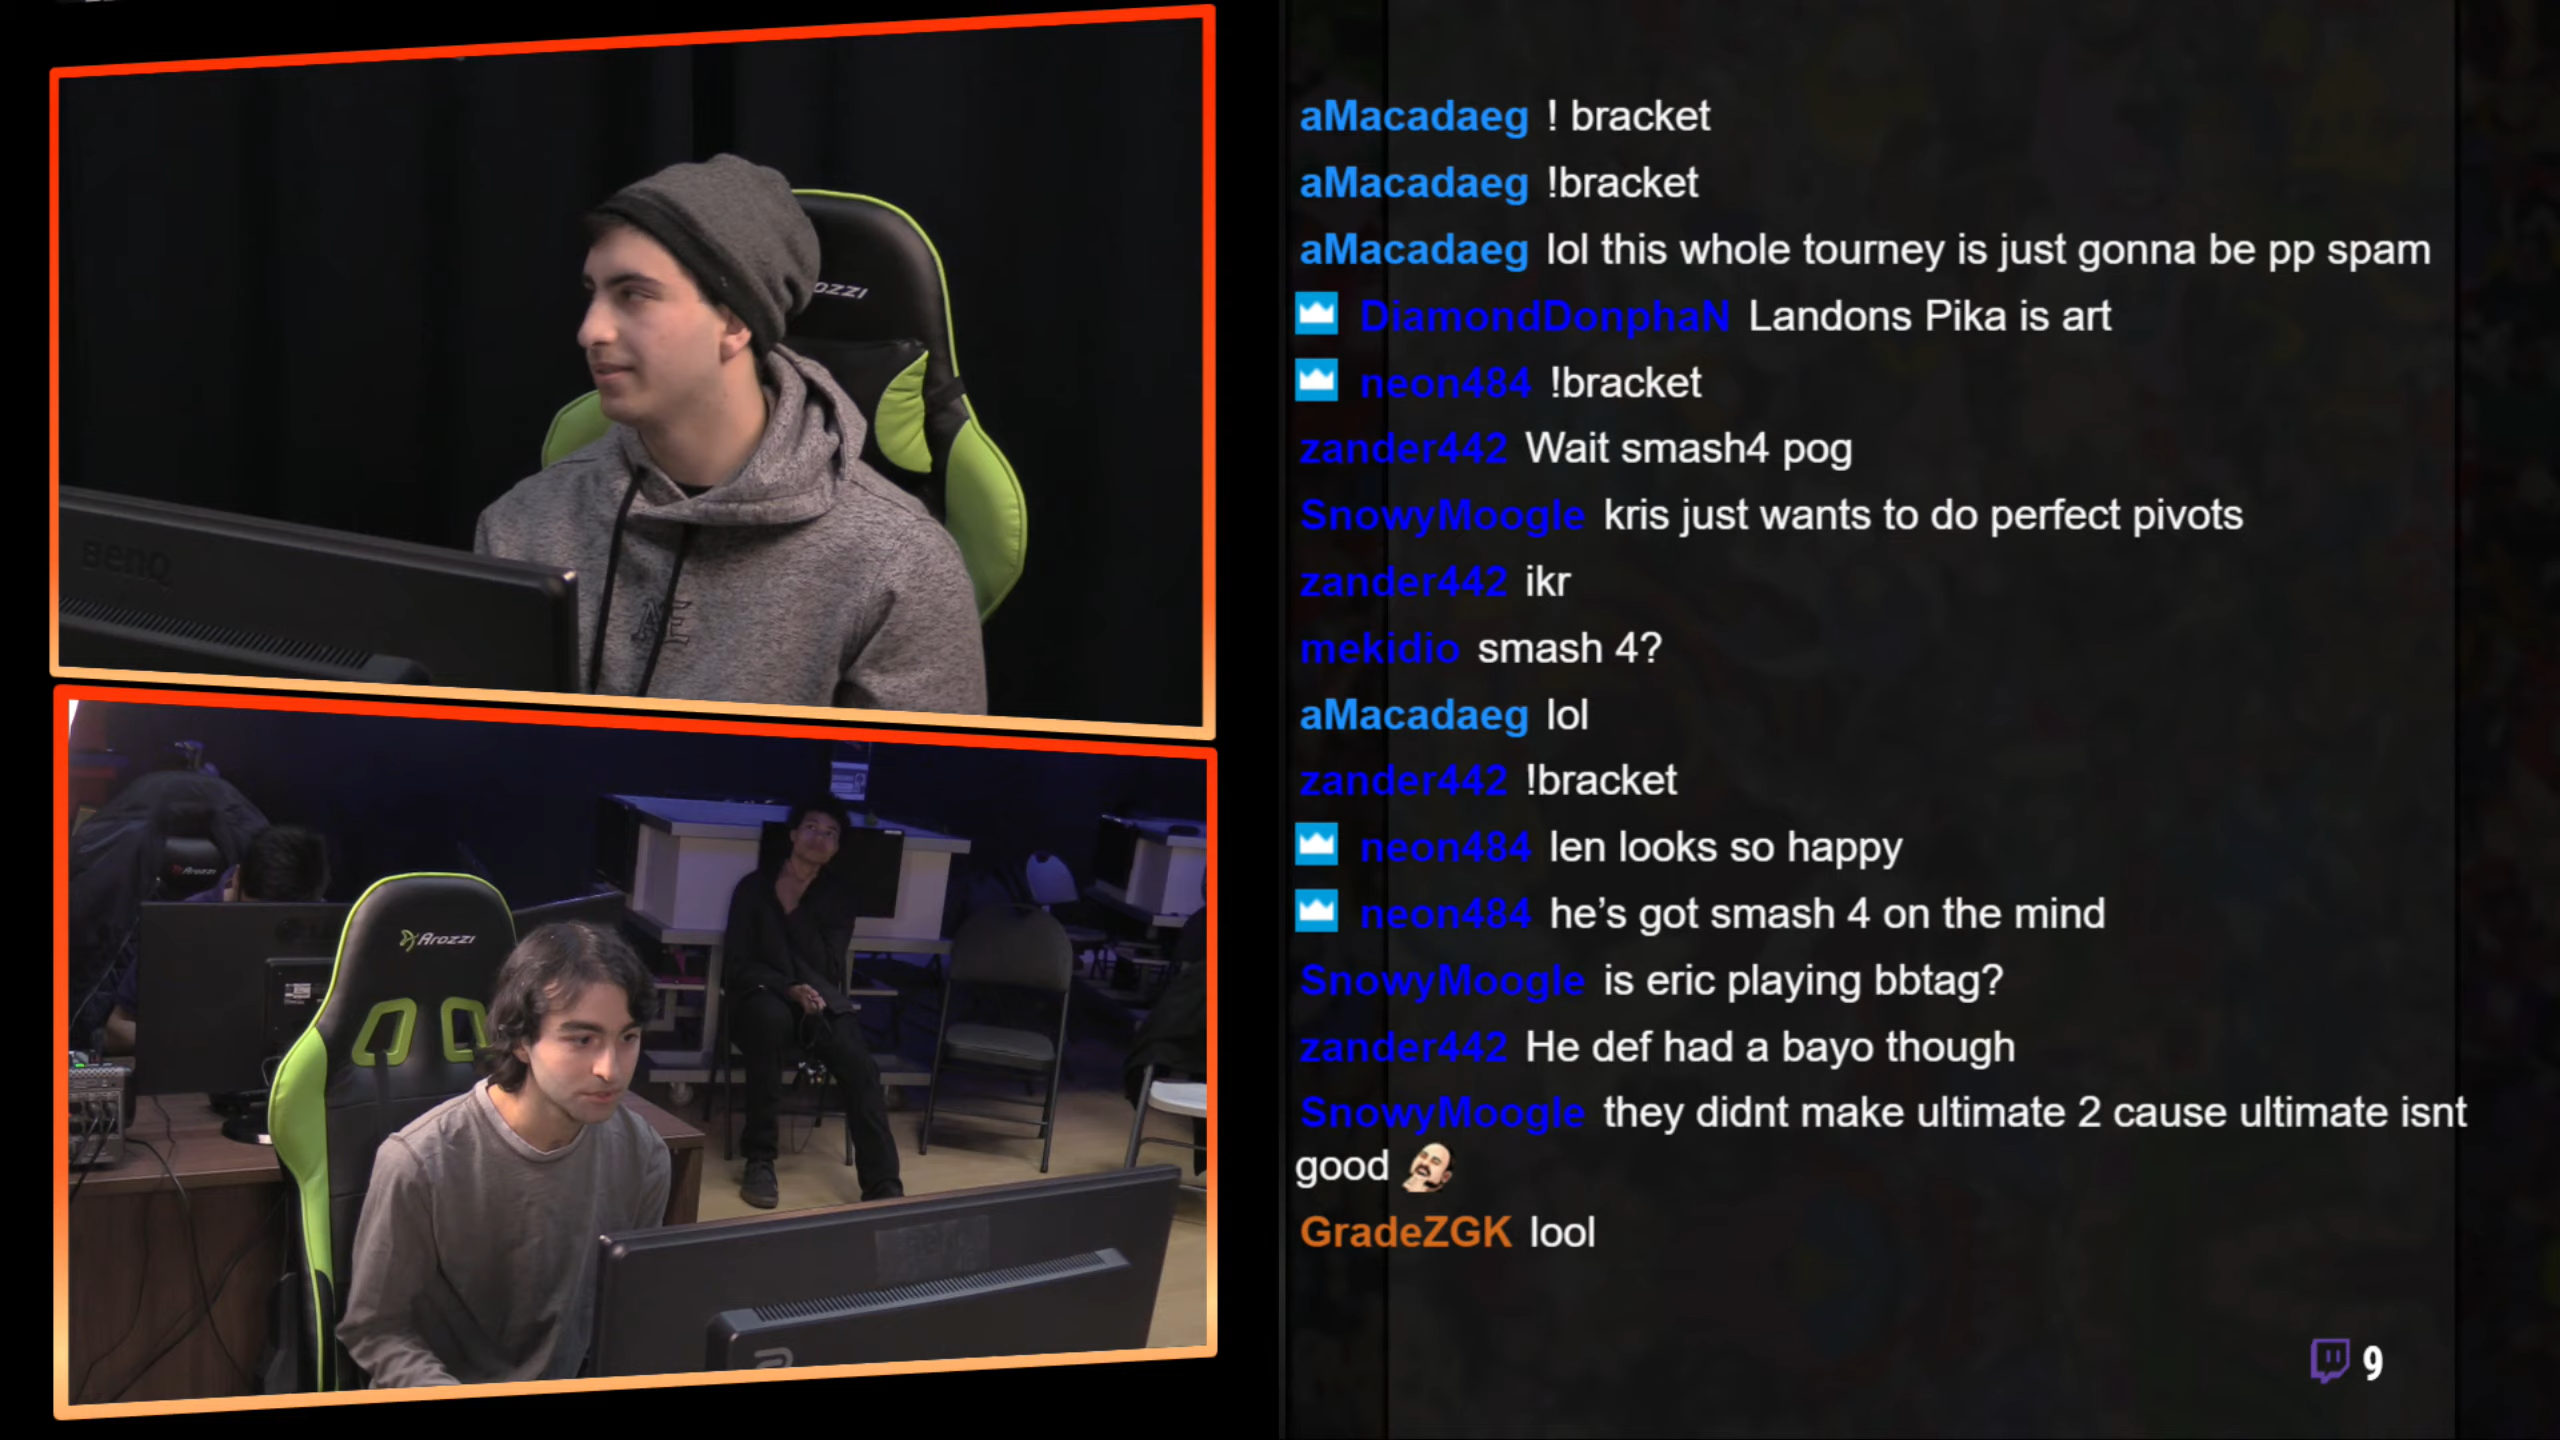 aMacadaeg ! bracket
aMacadaeg !bracket
aMacadaeg lol this whole tourney is just gonna be pp spam
DiamondDonphaN Landons Pika is art
neon484 !bracket
zander442 Wait smash4 pog
SnowyMoogle kris just wants to do perfect pivots
zander442 ikr
mekidio smash 4?
aMacadaeg lol
zander442 !bracket
neon484 len looks so happy
neon484 he's got smash 4 on the mind
SnowyMoogle is eric playing bbtag?
zander442 He def had a bayo though
SnowyMoogle they didnt make ultimate 2 cause ultimate isnt
good
GradeZGK lool
9
ozzi
BenQ
Arozzi
Arozzi